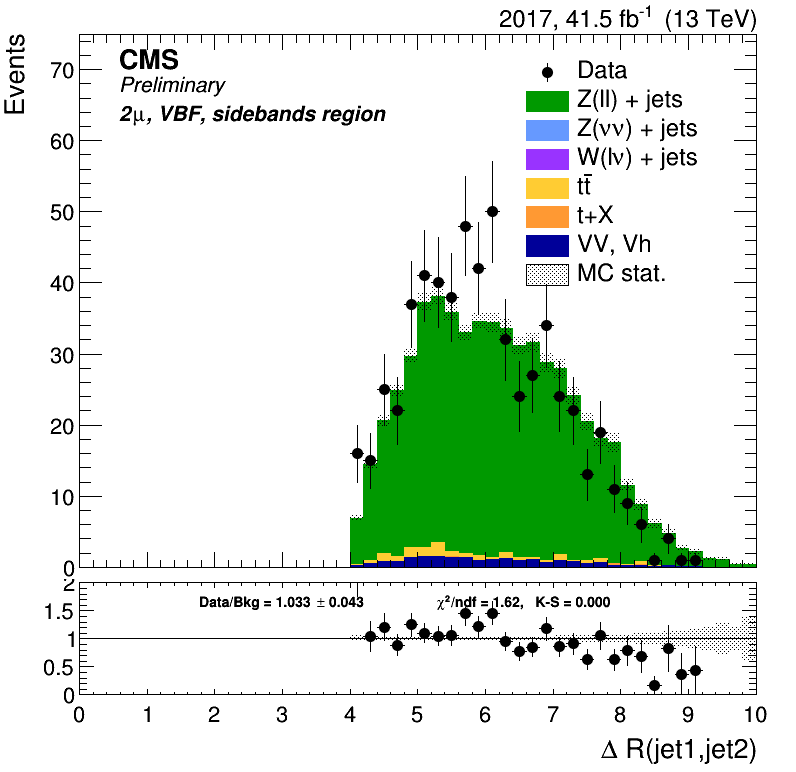 2017, 41.5 fb⁻¹ (13 TeV)
Events
CMS
Preliminary
2μ, VBF, sidebands region
Data
Z(ll) + jets
Z(νν) + jets
W(lν) + jets
tt̄
t+X
VV, Vh
MC stat.
70
60
50
40
30
20
10
0
Data/Bkg = 1.033 ± 0.043
χ²/ndf = 1.62, K-S = 0.000
2
1.5
1
0.5
0
0 1 2 3 4 5 6 7 8 9 10
Δ R(jet1,jet2)